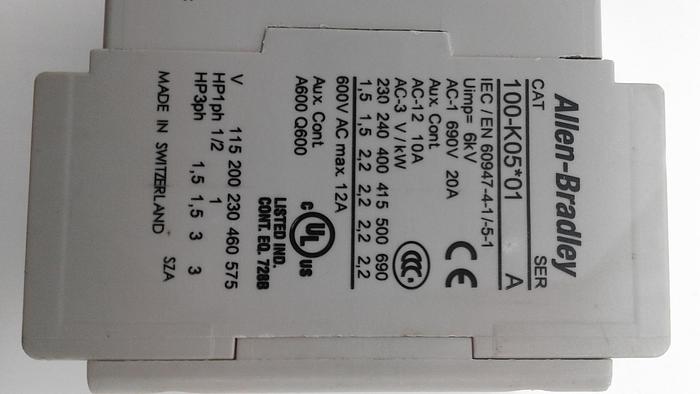 Allen-Bradley
CAT SER
100-K05*01 A
IEC / EN 60947-4-1/-5-1
Uimp= 6kV
AC-1 690V 20A
Aux. Cont
AC-12 10A
AC-3 V / kW
230 240 400 415 500 690
1,5 1,5 2,2 2,2 2,2 2,2
CE
CCC
600V AC max. 12A
Aux. Cont
A600 Q600
C UL US
LISTED IND.
CONT. EQ. 728B
V 115 200 230 460 575
HP1ph 1/2 1
HP3ph 1,5 1,5 3 3
MADE IN SWITZERLAND SZA